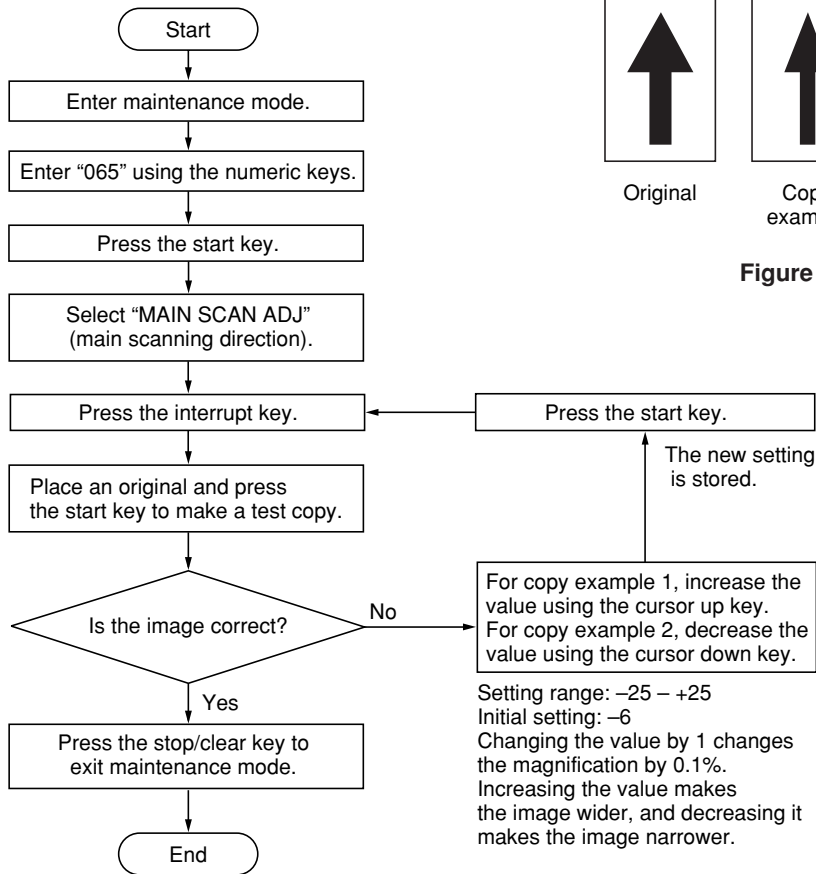 Start
Enter maintenance mode.
Enter “065” using the numeric keys.
Press the start key.
Select “MAIN SCAN ADJ”
(main scanning direction).
Press the interrupt key.
Place an original and press
the start key to make a test copy.
Is the image correct?
Yes
Press the stop/clear key to
exit maintenance mode.
End
No
For copy example 1, increase the
value using the cursor up key.
For copy example 2, decrease the
value using the cursor down key.
Setting range: –25 – +25
Initial setting: –6
Changing the value by 1 changes
the magnification by 0.1%.
Increasing the value makes
the image wider, and decreasing it
makes the image narrower.
The new setting
is stored.
Press the start key.
Original
Figure